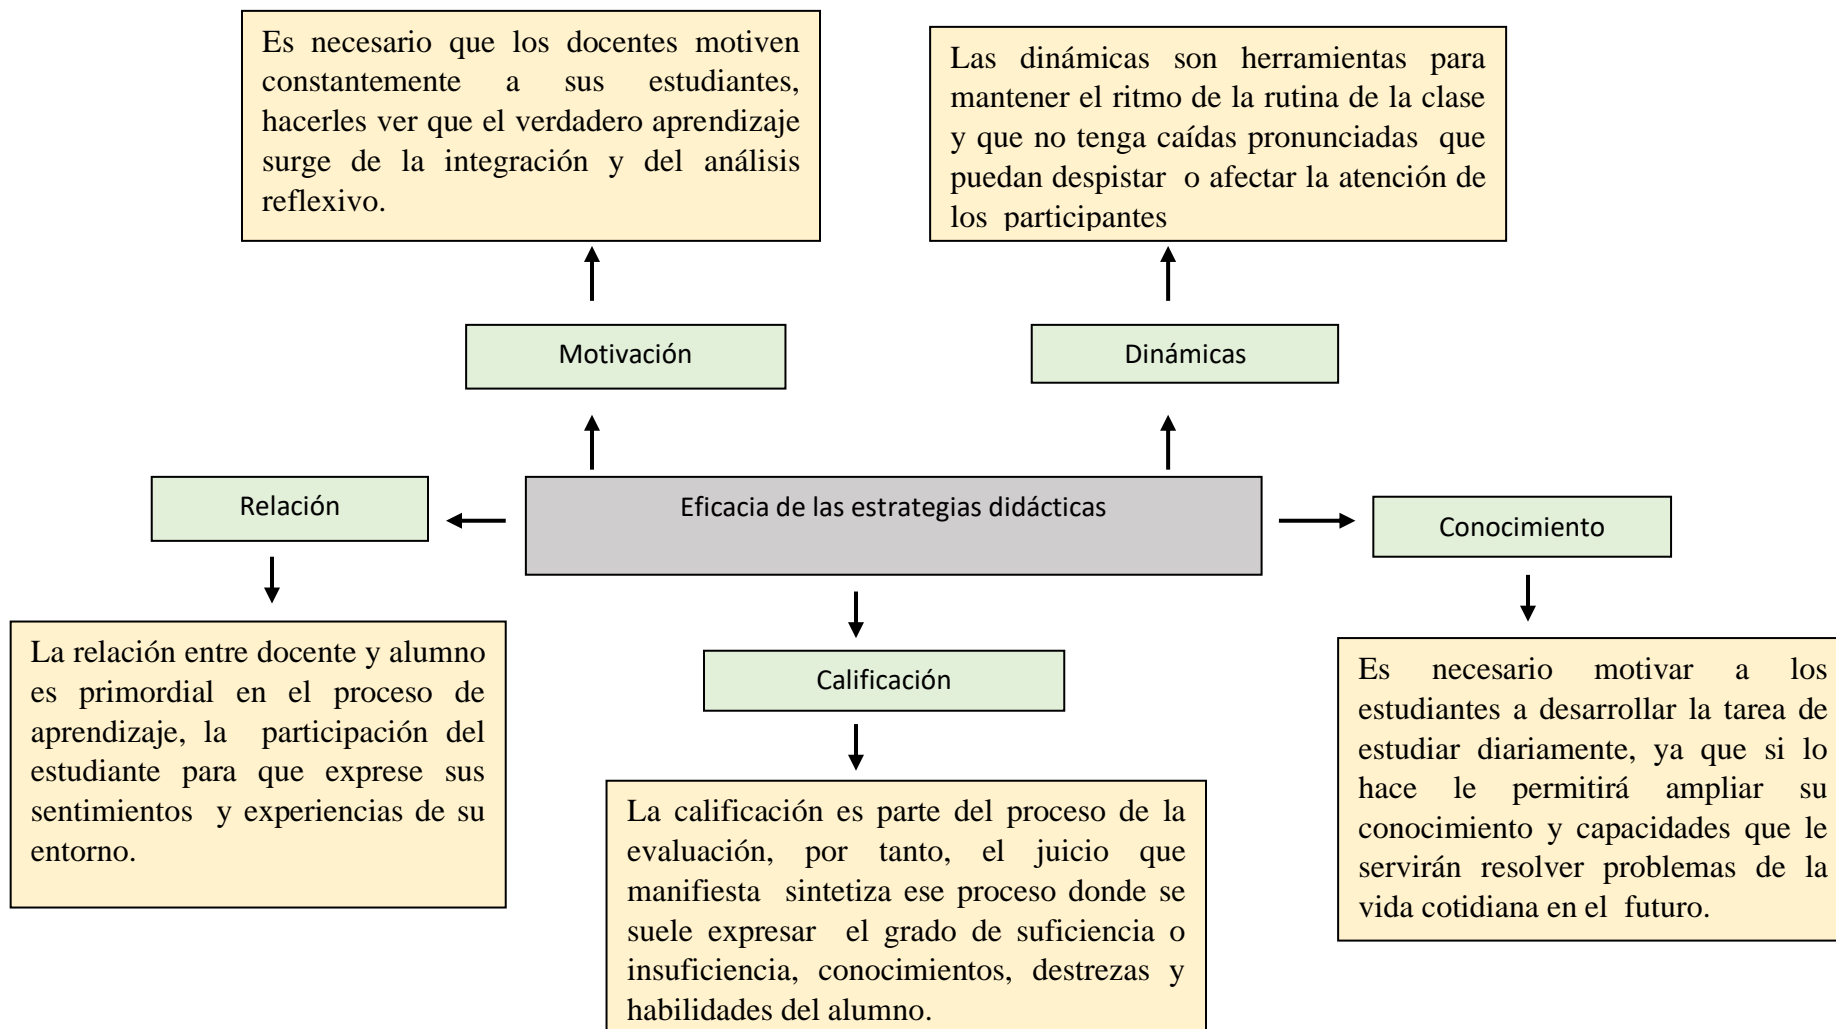 Es necesario que los docentes motiven
constantemente a sus estudiantes,
hacerles ver que el verdadero aprendizaje
surge de la integración y del análisis
reflexivo.
Las dinámicas son herramientas para
mantener el ritmo de la rutina de la clase
y que no tenga caídas pronunciadas que
puedan despistar o afectar la atención de
los participantes
Motivación
Dinámicas
Relación
Eficacia de las estrategias didácticas
Conocimiento
La relación entre docente y alumno
es primordial en el proceso de
aprendizaje, la participación del
estudiante para que exprese sus
sentimientos y experiencias de su
entorno.
Calificación
La calificación es parte del proceso de la
evaluación, por tanto, el juicio que
manifiesta sintetiza ese proceso donde se
suele expresar el grado de suficiencia o
insuficiencia, conocimientos, destrezas y
habilidades del alumno.
Es necesario motivar a los
estudiantes a desarrollar la tarea de
estudiar diariamente, ya que si lo
hace le permitirá ampliar su
conocimiento y capacidades que le
servirán resolver problemas de la
vida cotidiana en el futuro.